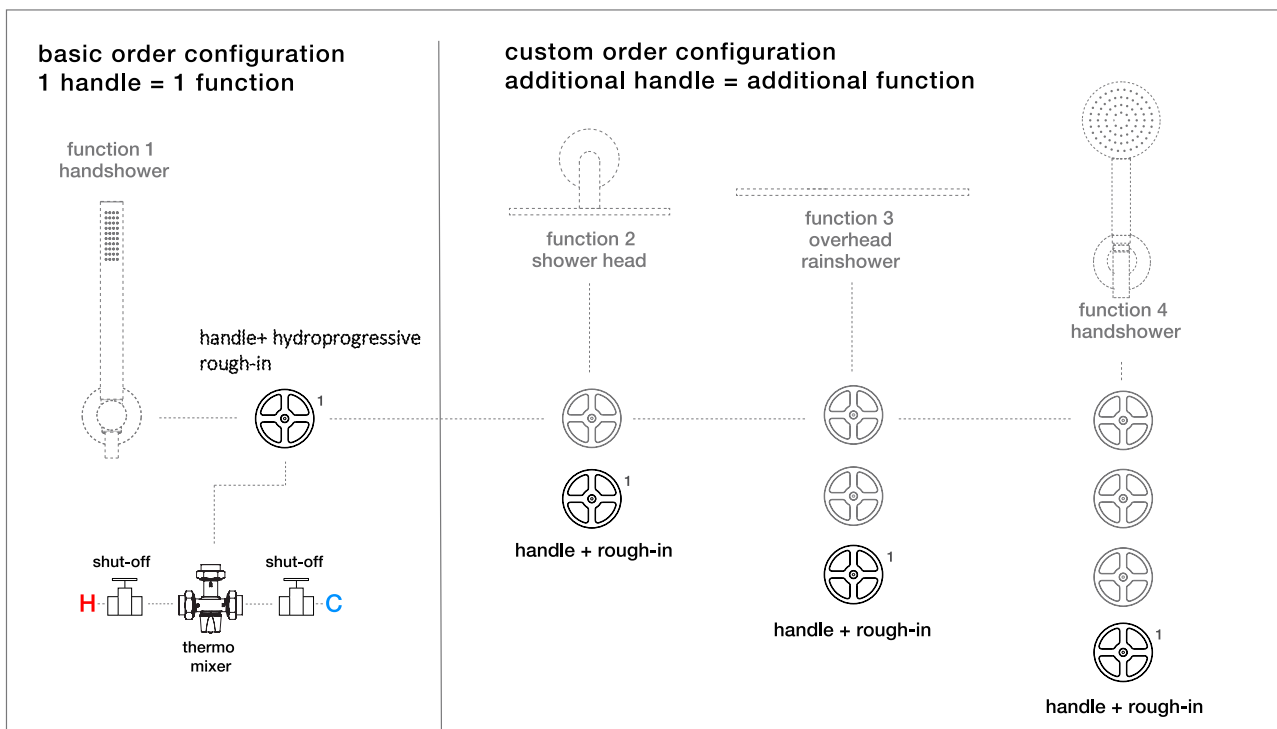 basic order configuration
1 handle = 1 function
function 1
handshower
handle+ hydroprogressive
rough-in
1
shut-off
shut-off
H
C
thermo
mixer
custom order configuration
additional handle = additional function
function 2
shower head
1
handle + rough-in
function 3
overhead
rainshower
1
handle + rough-in
function 4
handshower
1
handle + rough-in